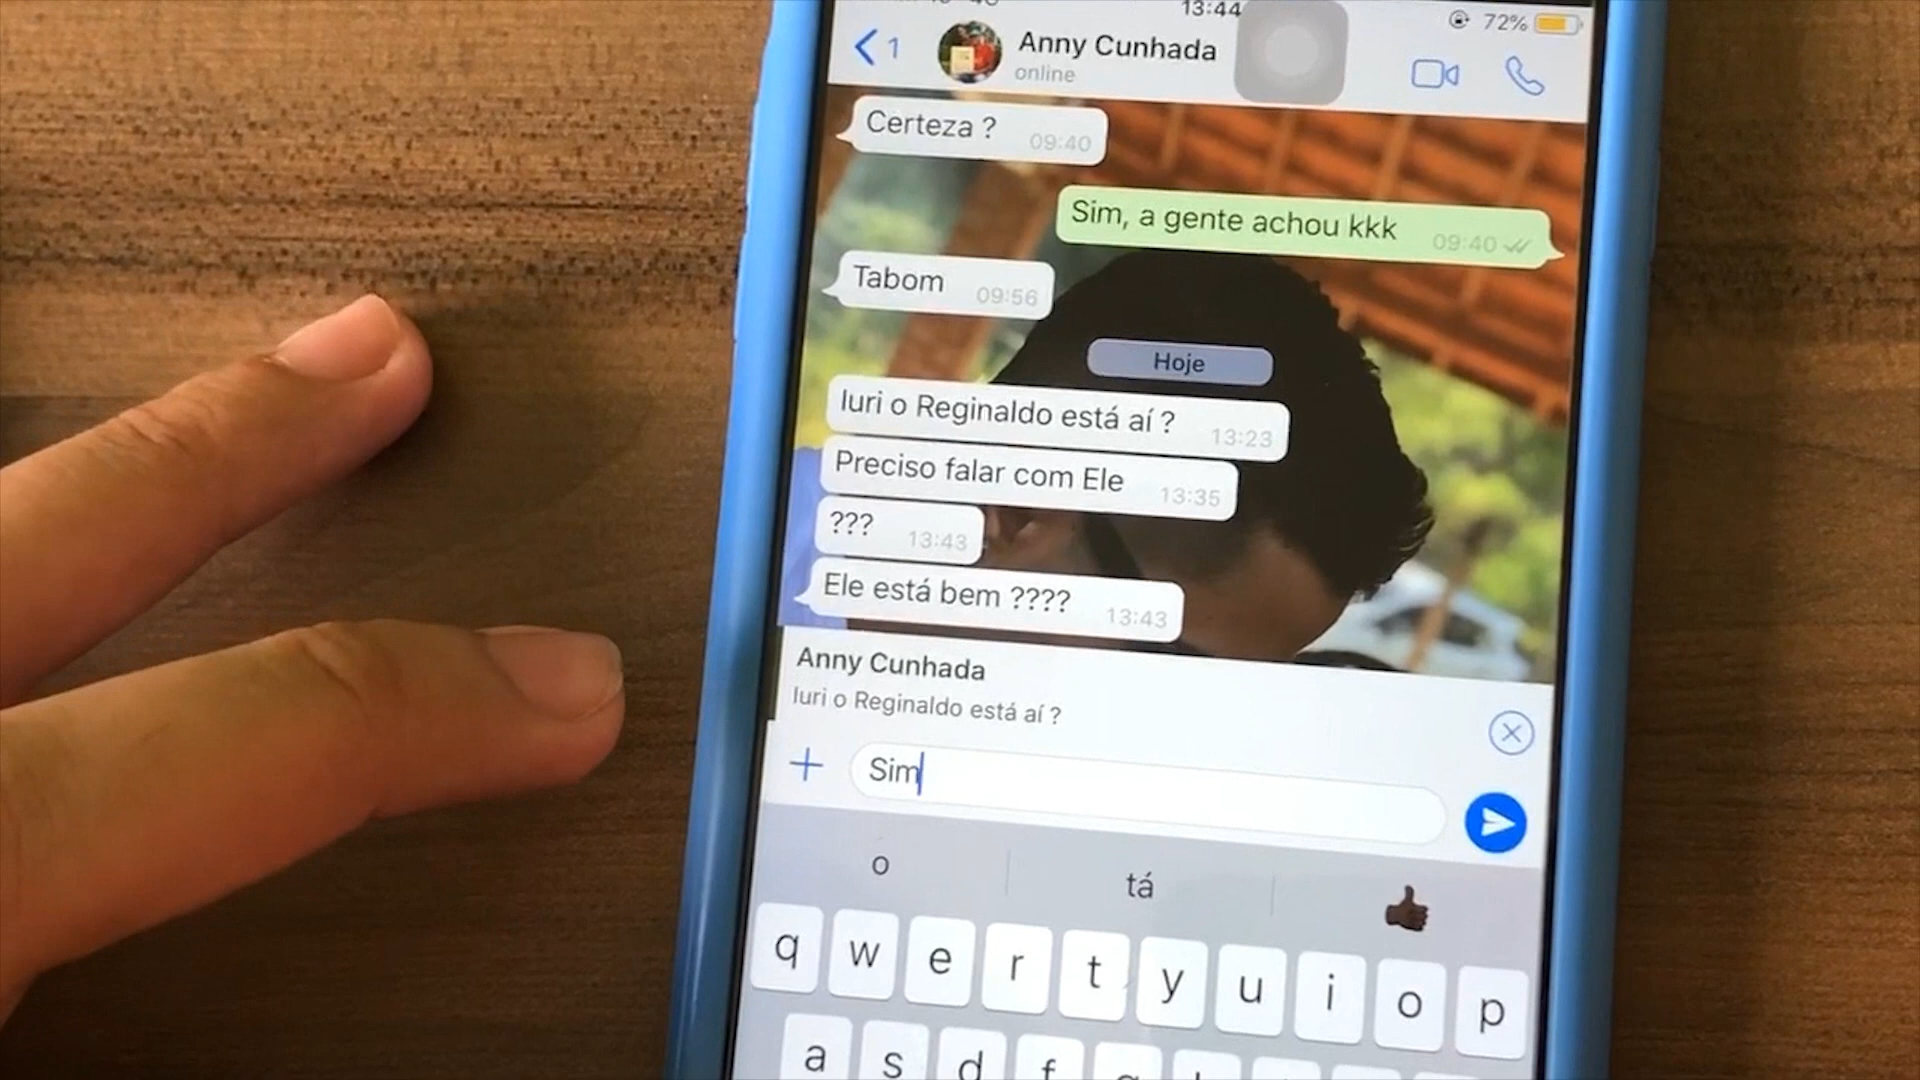 13:44
72%
1
Anny Cunhada
online
Certeza ? 09:40
Sim, a gente achou kkk 09:40
Tabom 09:56
Hoje
Iuri o Reginaldo está aí ? 13:23
Preciso falar com Ele 13:35
??? 13:43
Ele está bem ???? 13:43
Anny Cunhada
Iuri o Reginaldo está aí ?
Sim
o tá
q w e r t y u i o p
a s d f